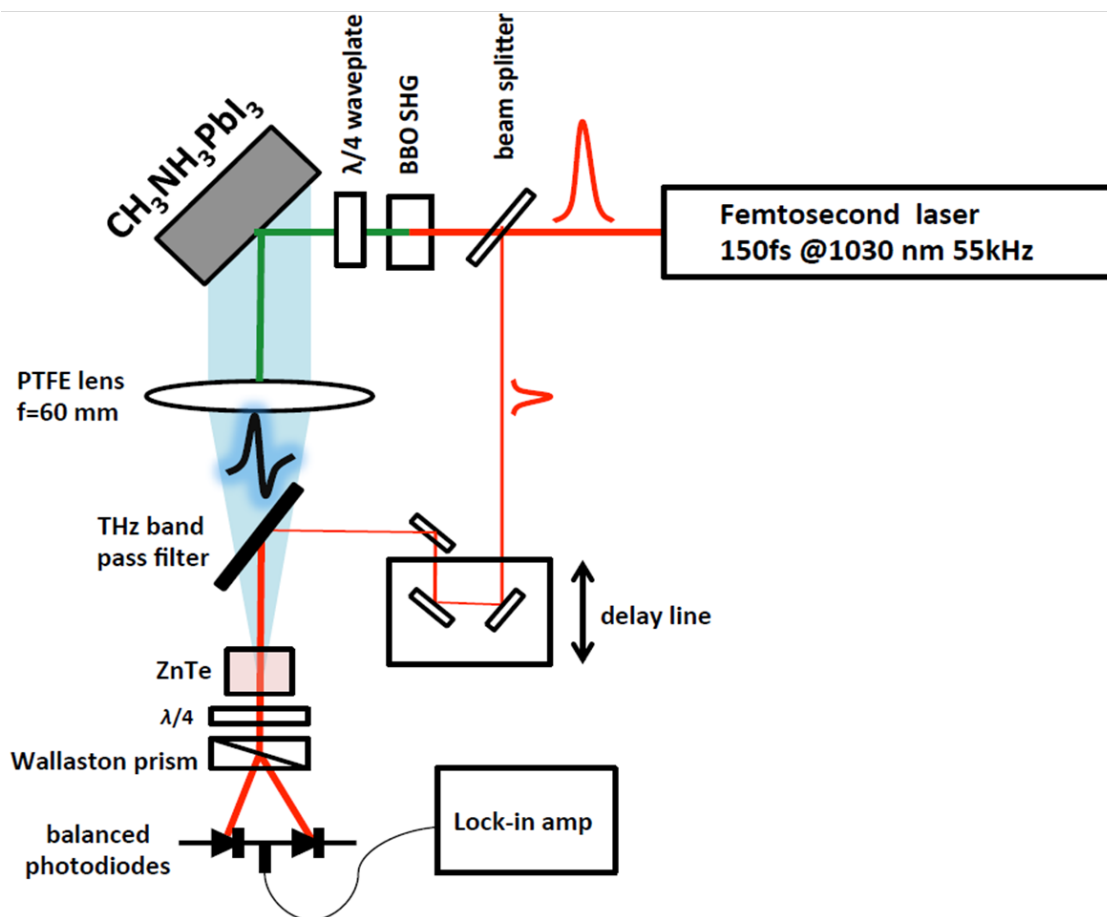 CH₃NH₃PbI₃
λ/4 waveplate
BBO SHG
beam splitter
Femtosecond laser
150fs @1030 nm 55kHz
PTFE lens
f=60 mm
THz band
pass filter
delay line
ZnTe
λ/4
Wallaston prism
balanced
photodiodes
Lock-in amp